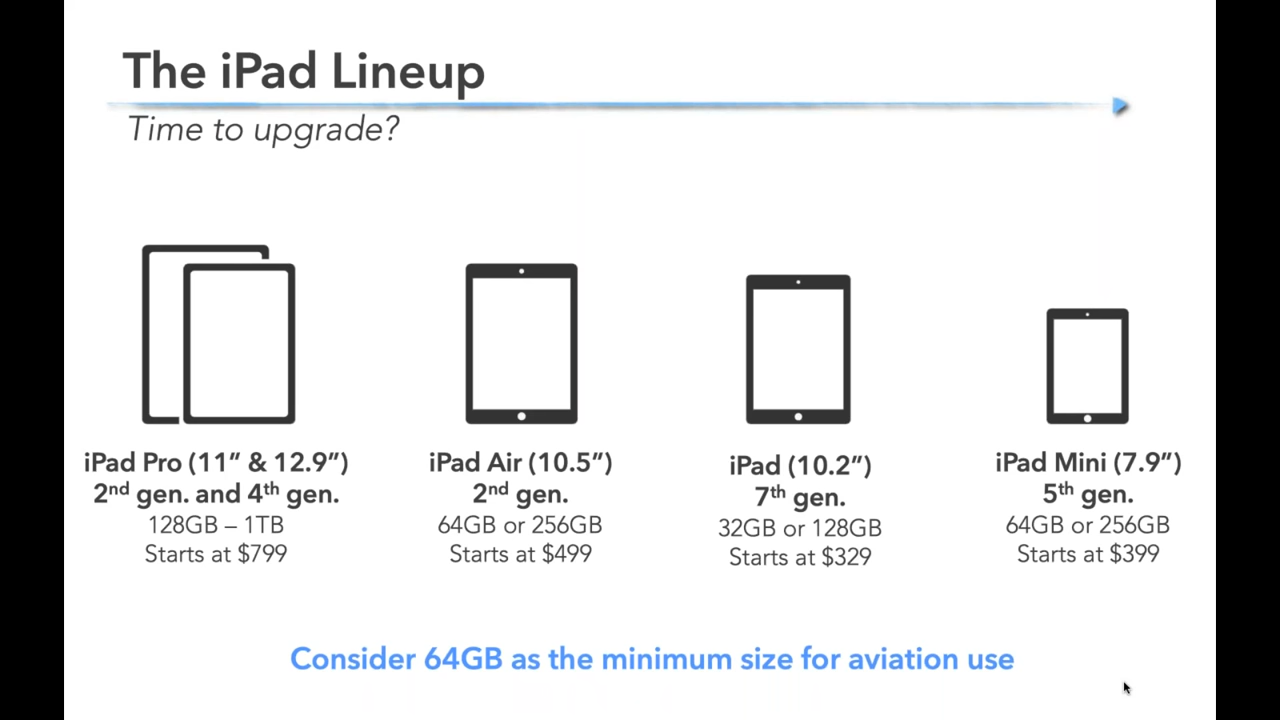 The iPad Lineup
Time to upgrade?
iPad Pro (11” & 12.9”)
2nd gen. and 4th gen.
128GB – 1TB
Starts at $799
iPad Air (10.5”)
2nd gen.
64GB or 256GB
Starts at $499
iPad (10.2”)
7th gen.
32GB or 128GB
Starts at $329
iPad Mini (7.9”)
5th gen.
64GB or 256GB
Starts at $399
Consider 64GB as the minimum size for aviation use